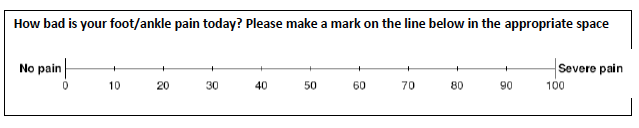 How bad is your foot/ankle pain today? Please make a mark on the line below in the appropriate space
No pain Severe pain
0 10 20 30 40 50 60 70 80 90 100